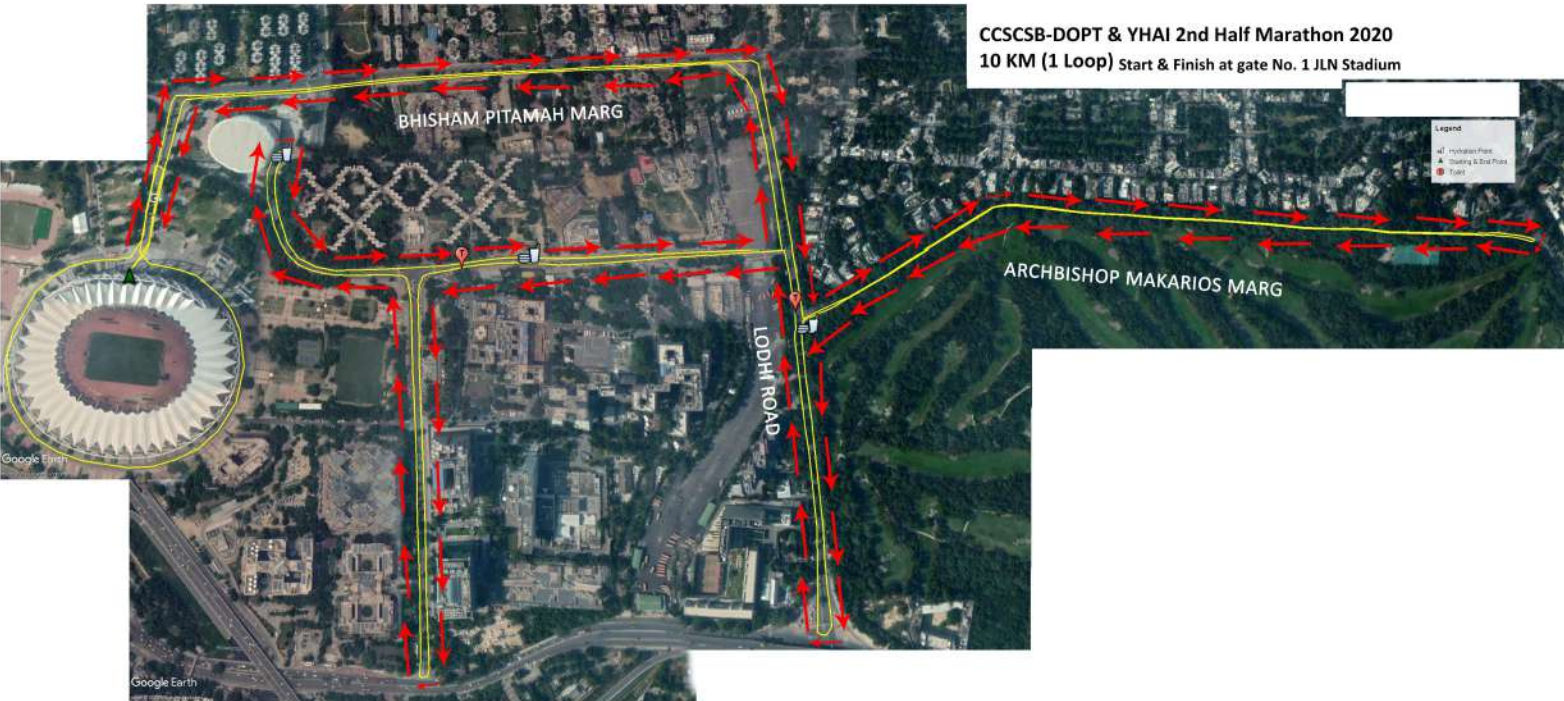 CCSCSB-DOPT & YHAI 2nd Half Marathon 2020
10 KM (1 Loop) Start & Finish at gate No. 1 JLN Stadium
Legend
Hydration Point
Starting & End Point
Toilet
BHISHAM PITAMAH MARG
ARCHBISHOP MAKARIOS MARG
LODHI ROAD
Google Earth
Google Earth